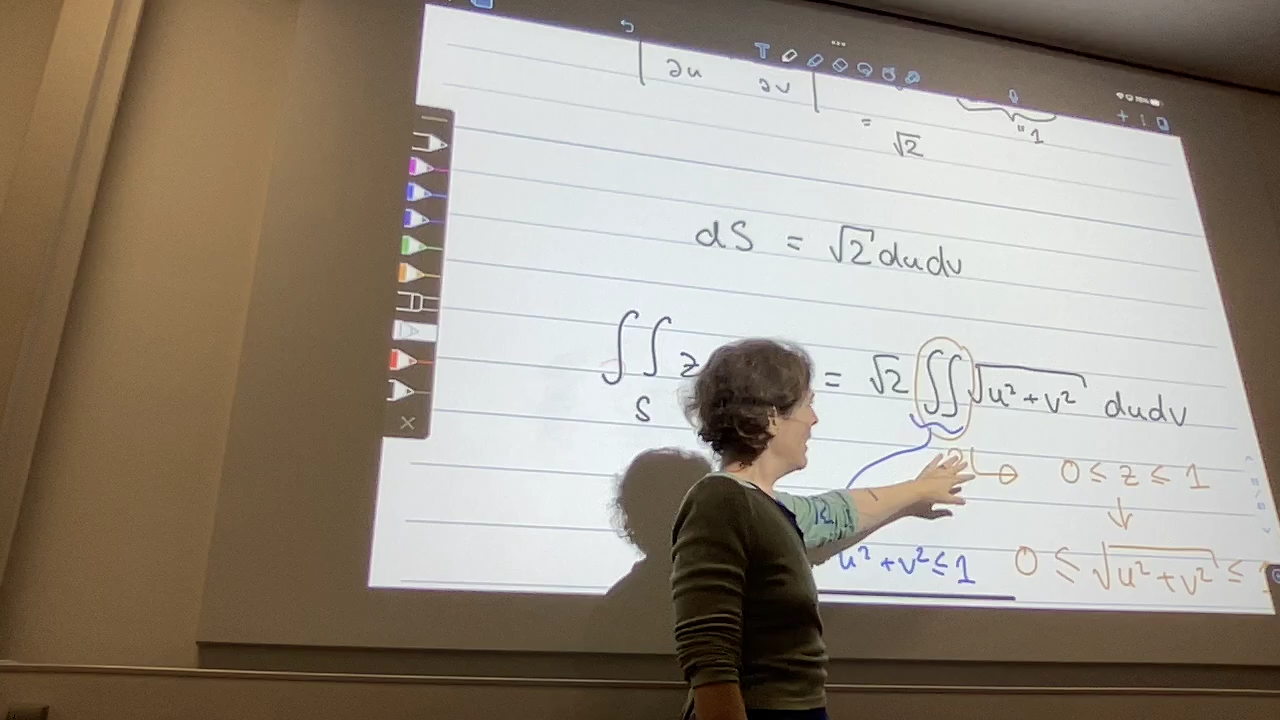 ∂u ∂v
= √2
"1
dS = √2 du dv
∫∫ z = √2 ∫∫ √u² + v² du dv
S
0 ≤ z ≤ 1
↓
u² + v² ≤ 1 0 ≤ √u² + v² ≤ 1